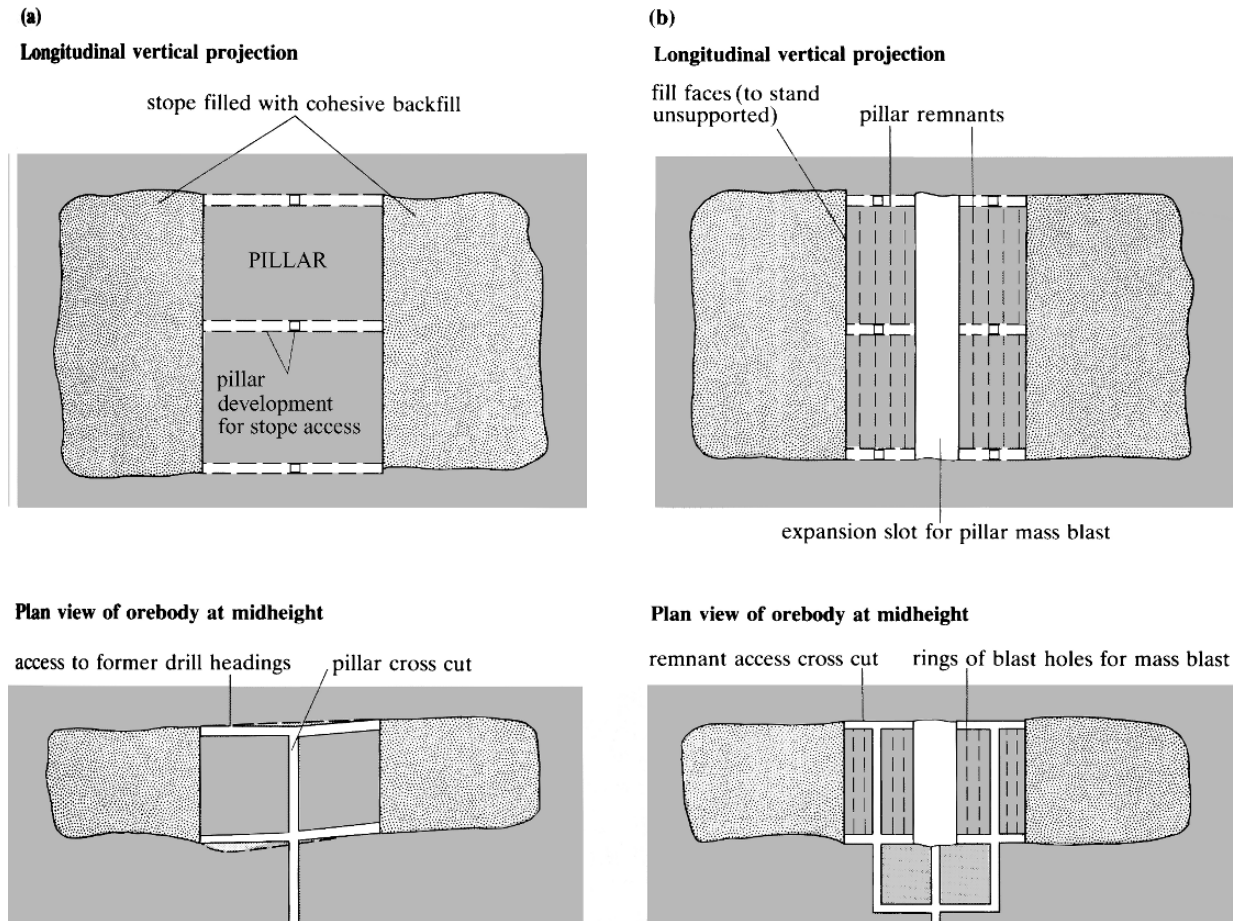 (a)
Longitudinal vertical projection
stope filled with cohesive backfill
PILLAR
pillar
development
for stope access
Plan view of orebody at midheight
access to former drill headings
pillar cross cut
(b)
Longitudinal vertical projection
fill faces (to stand
unsupported)
pillar remnants
expansion slot for pillar mass blast
Plan view of orebody at midheight
remnant access cross cut
rings of blast holes for mass blast